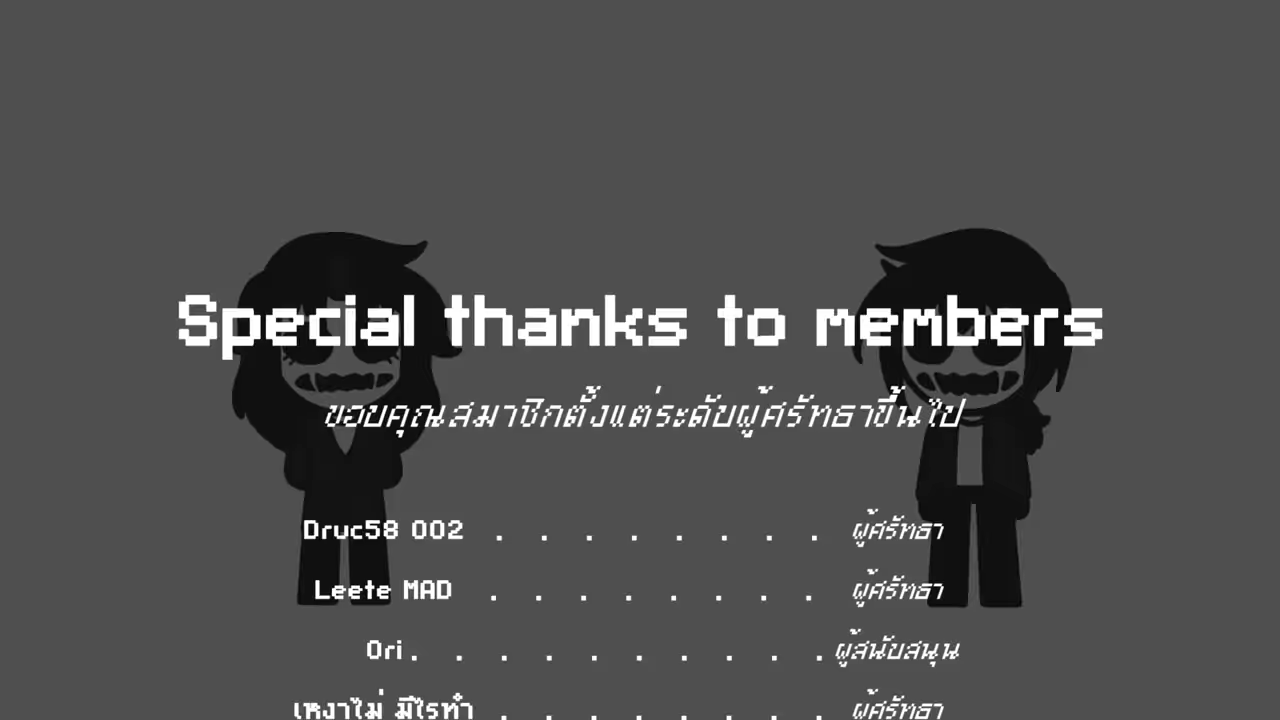 Special thanks to members
ขอบคุณสมาชิกตั้งแต่ระดับผู้ศรัทธาขึ้นไป
Druc58 002 . . . . . . . . ผู้ศรัทธา
Leete MAD . . . . . . . . ผู้ศรัทธา
Ori . . . . . . . . . . ผู้สนับสนุน
เหงาไม่ มีไรทำ . . . . . . . . ผู้ศรัทธา